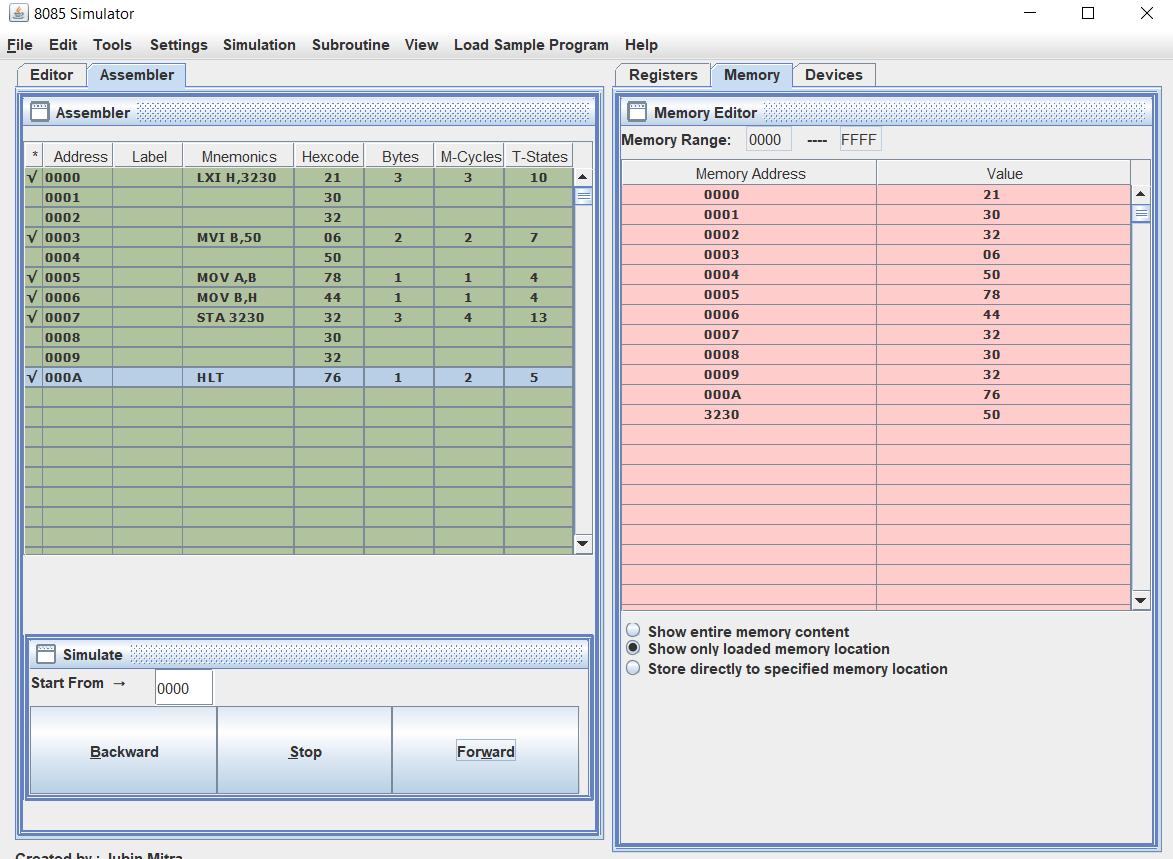 8085 Simulator
File Edit Tools Settings Simulation Subroutine View Load Sample Program Help
Editor Assembler
Assembler
* Address Label Mnemonics Hexcode Bytes M-Cycles T-States
√ 0000 LXI H,3230 21 3 3 10
0001 30
0002 32
√ 0003 MVI B,50 06 2 2 7
0004 50
√ 0005 MOV A,B 78 1 1 4
√ 0006 MOV B,H 44 1 1 4
√ 0007 STA 3230 32 3 4 13
0008 30
0009 32
√ 000A HLT 76 1 2 5
Simulate
Start From → 0000
Backward Stop Forward
Created by : Jubin Mitra
Registers Memory Devices
Memory Editor
Memory Range: 0000 ---- FFFF
Memory Address Value
0000 21
0001 30
0002 32
0003 06
0004 50
0005 78
0006 44
0007 32
0008 30
0009 32
000A 76
3230 50
Show entire memory content
Show only loaded memory location
Store directly to specified memory location